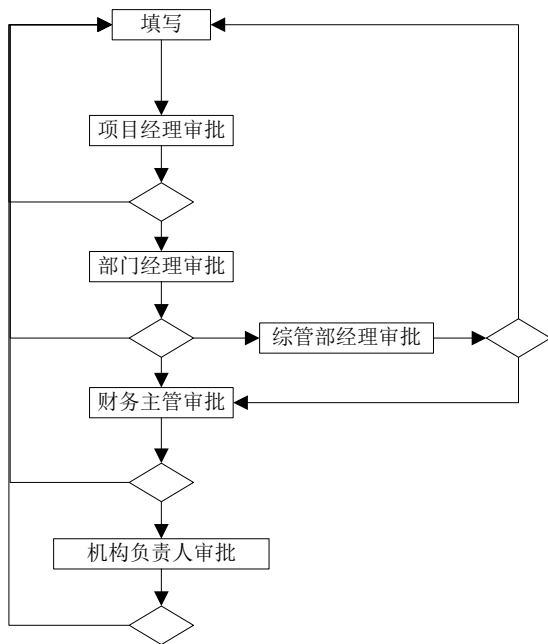 填写
项目经理审批
部门经理审批
综管部经理审批
财务主管审批
机构负责人审批